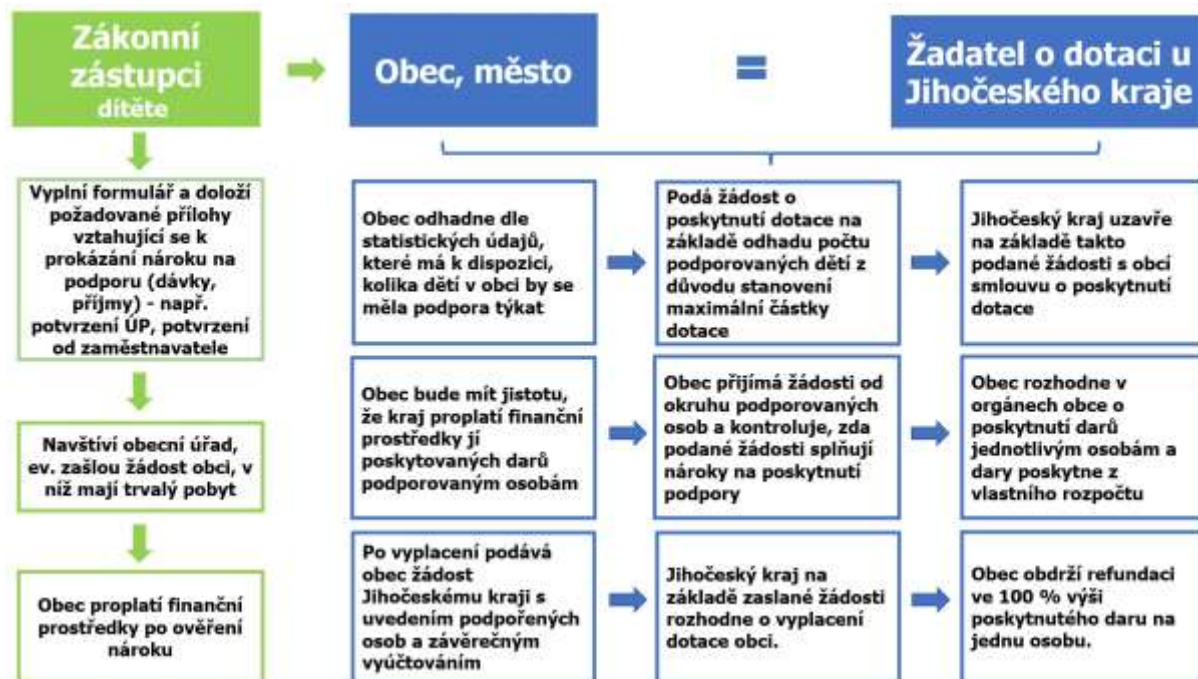 Zákonní
zástupci
dítěte
Obec, město
=
Žadatel o dotaci u
Jihočeského kraje
Vyplní formulář a doloží
požadované přílohy
vztahující se k
prokázání nároku na
podporu (dávky,
příjmy) - např.
potvrzení ÚP, potvrzení
od zaměstnavatele
Navštíví obecní úřad,
ev. zašlou žádost obci, v
níž mají trvalý pobyt
Obec proplatí finanční
prostředky po ověření
nároku
Obec odhadne dle
statistických údajů,
které má k dispozici,
kolika dětí v obci by se
měla podpora týkat
Podá žádost o
poskytnutí dotace na
základě odhadu počtu
podporovaných dětí z
důvodu stanovení
maximální částky
dotace
Jihočeský kraj uzavře
na základě takto
podané žádosti s obcí
smlouvu o poskytnutí
dotace
Obec bude mít jistotu,
že kraj proplatí finanční
prostředky jí
poskytovaných darů
podporovaným osobám
Obec přijímá žádosti od
okruhu podporovaných
osob a kontroluje, zda
podané žádosti splňují
nároky na poskytnutí
podpory
Obec rozhodne v
orgánech obce o
poskytnutí darů
jednotlivým osobám a
dary poskytne z
vlastního rozpočtu
Po vyplacení podává
obec žádost
Jihočeskému kraji s
uvedením podpořených
osob a závěrečným
vyúčtováním
Jihočeský kraj na
základě zaslané žádosti
rozhodne o vyplacení
dotace obci.
Obec obdrží refundaci
ve 100 % výši
poskytnutého daru na
jednu osobu.